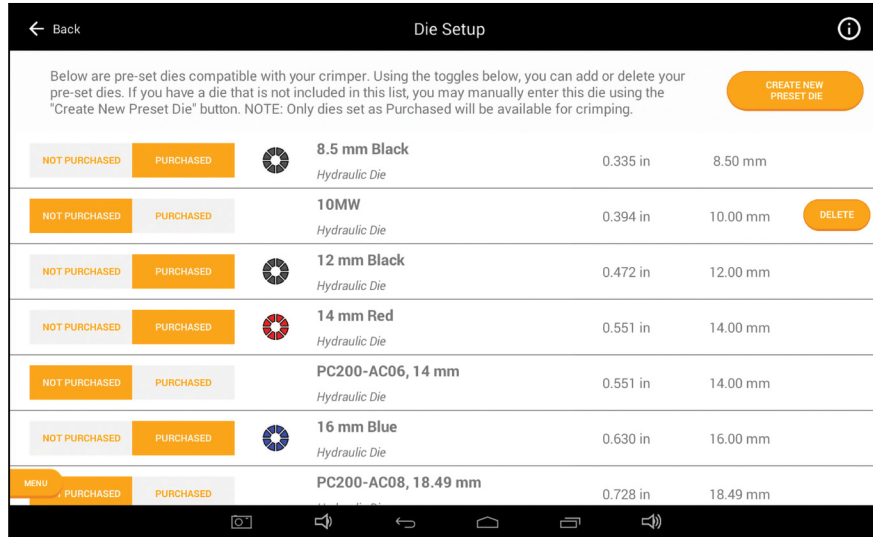 Back
Die Setup
Below are pre-set dies compatible with your crimper. Using the toggles below, you can add or delete your
pre-set dies. If you have a die that is not included in this list, you may manually enter this die using the
"Create New Preset Die" button. NOTE: Only dies set as Purchased will be available for crimping.
CREATE NEW
PRESET DIE
NOT PURCHASED PURCHASED 8.5 mm Black 0.335 in 8.50 mm
Hydraulic Die
NOT PURCHASED PURCHASED 10MW 0.394 in 10.00 mm DELETE
Hydraulic Die
NOT PURCHASED PURCHASED 12 mm Black 0.472 in 12.00 mm
Hydraulic Die
NOT PURCHASED PURCHASED 14 mm Red 0.551 in 14.00 mm
Hydraulic Die
NOT PURCHASED PURCHASED PC200-AC06, 14 mm 0.551 in 14.00 mm
Hydraulic Die
NOT PURCHASED PURCHASED 16 mm Blue 0.630 in 16.00 mm
Hydraulic Die
MENU
PURCHASED PURCHASED PC200-AC08, 18.49 mm 0.728 in 18.49 mm